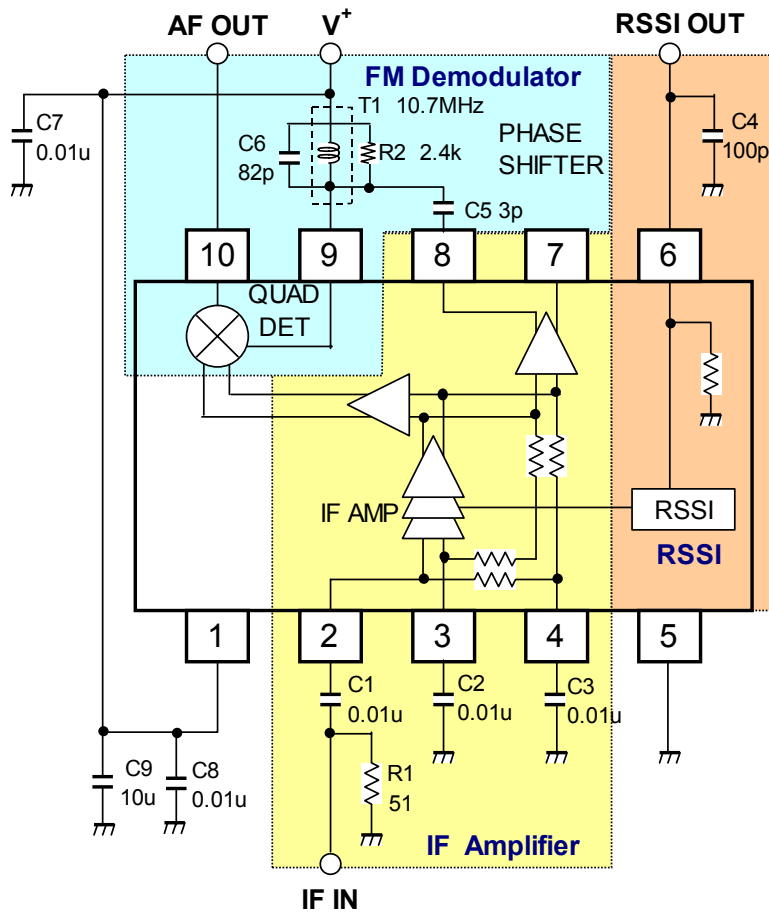 AF OUT
V+
RSSI OUT
FM Demodulator
T1 10.7MHz
C7
0.01u
C6
82p
R2 2.4k
PHASE
SHIFTER
C4
100p
C5 3p
10
9
8
7
6
QUAD
DET
IF AMP
RSSI
RSSI
1
2
3
4
5
C1
0.01u
C2
0.01u
C3
0.01u
C9
10u
C8
0.01u
R1
51
IF Amplifier
IF IN